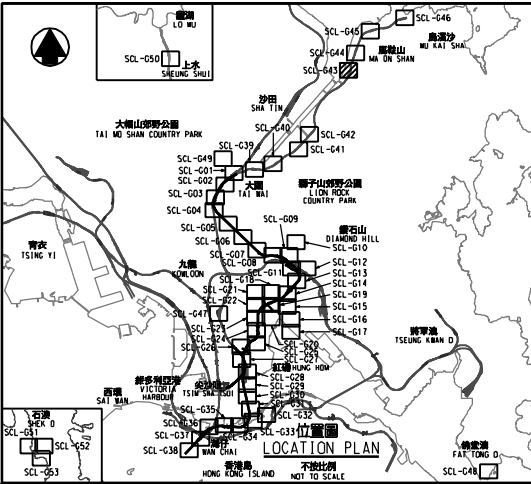 羅湖
LO WU
SCL-G50
上水
SHEUNG SHUI
SCL-G46
SCL-G45
烏溪沙
WU KAI SHA
SCL-G44
馬鞍山
MA ON SHAN
SCL-G43
沙田
SHA TIN
大帽山郊野公園
TAI MO SHAN COUNTRY PARK
SCL-G40
SCL-G39
SCL-G42
SCL-G41
SCL-G49
SCL-G01
SCL-G02
大圍
TAI WAI
SCL-G03
獅子山郊野公園
LION ROCK
COUNTRY PARK
SCL-G04
SCL-G05
SCL-G09
鑽石山
DIAMOND HILL
SCL-G06
SCL-G10
青衣
TSING YI
SCL-G07
SCL-G08
九龍
KOWLOON
SCL-G11
SCL-G12
SCL-G13
SCL-G18
SCL-G14
SCL-G21
SCL-G19
SCL-G22
SCL-G15
SCL-G47
SCL-G16
SCL-G23
SCL-G17
SCL-G24
SCL-G20
SCL-G26
SCL-G27
將軍澳
TSEUNG KWAN O
紅磡
HUNG HOM
SCL-G28
SCL-G29
SCL-G30
SCL-G31
SCL-G32
維多利亞港
VICTORIA
HARBOUR
尖沙咀
TSIM SHA TSUI
西環
SAI WAN
SCL-G35
SCL-G36
SCL-G34
SCL-G33
SCL-G37
灣仔
WAN CHAI
SCL-G38
香港島
HONG KONG ISLAND
石澳
SHEK O
SCL-G51
SCL-G52
SCL-G53
佛堂澳
FAT TONG O
SCL-G48
位置圖
LOCATION PLAN
不按比例
NOT TO SCALE